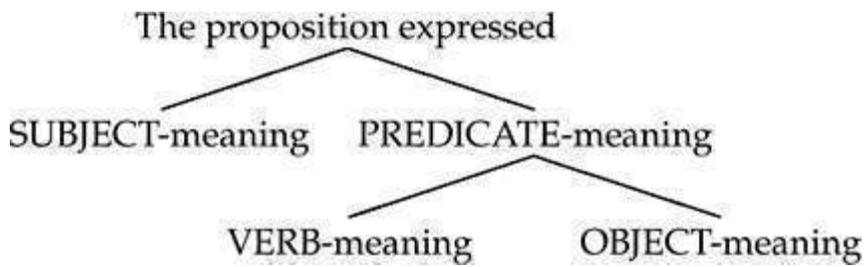 The proposition expressed
SUBJECT-meaning PREDICATE-meaning
VERB-meaning OBJECT-meaning